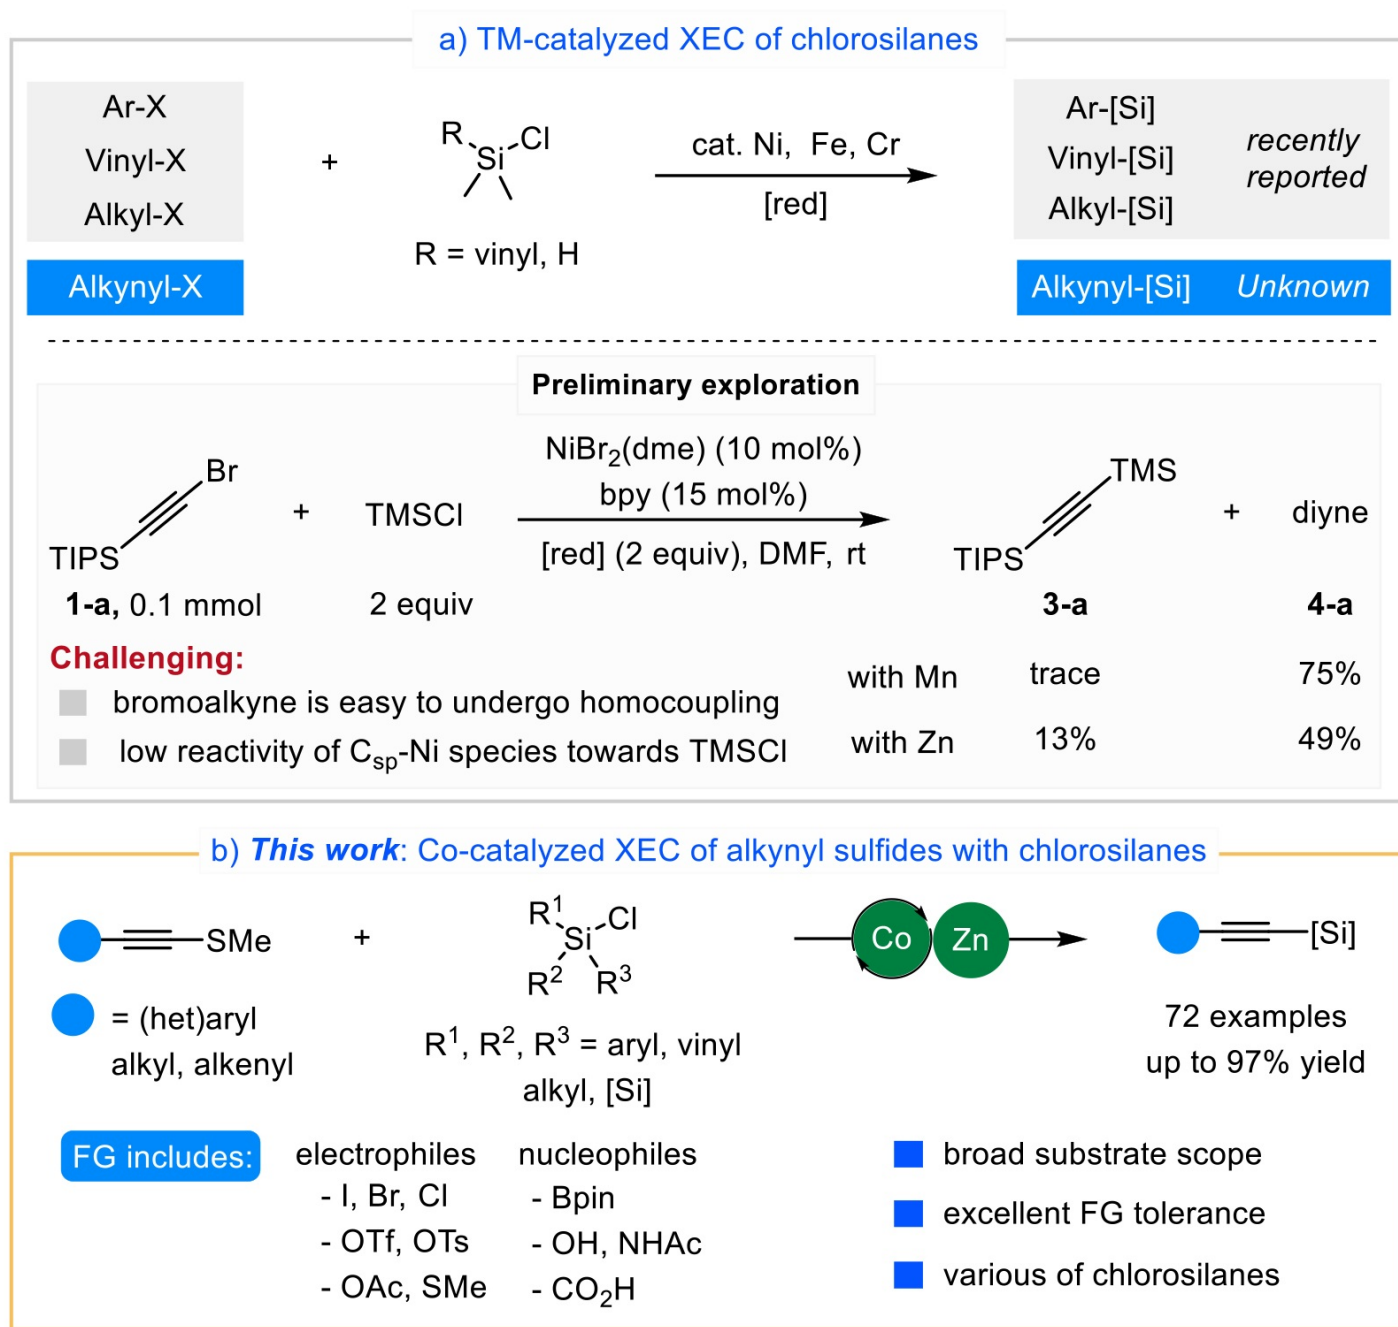 a) TM-catalyzed XEC of chlorosilanes
Ar-X
Vinyl-X
Alkyl-X
Alkynyl-X
+
R
Si
Cl
R = vinyl, H
cat. Ni, Fe, Cr
[red]
Ar-[Si]
Vinyl-[Si]
Alkyl-[Si]
recently
reported
Alkynyl-[Si] Unknown
Preliminary exploration
Br
TIPS
1-a, 0.1 mmol
+
TMSCl
2 equiv
NiBr2(dme) (10 mol%)
bpy (15 mol%)
[red] (2 equiv), DMF, rt
TMS
TIPS
3-a
+
diyne
4-a
Challenging:
bromoalkyne is easy to undergo homocoupling
low reactivity of Csp-Ni species towards TMSCl
with Mn trace 75%
with Zn 13% 49%
b) This work: Co-catalyzed XEC of alkynyl sulfides with chlorosilanes
SMe
= (het)aryl
alkyl, alkenyl
+
R1
Cl
Si
R2
R3
R1, R2, R3 = aryl, vinyl
alkyl, [Si]
Co Zn
[Si]
72 examples
up to 97% yield
FG includes:
electrophiles
- I, Br, Cl
- OTf, OTs
- OAc, SMe
nucleophiles
- Bpin
- OH, NHAc
- CO2H
broad substrate scope
excellent FG tolerance
various of chlorosilanes